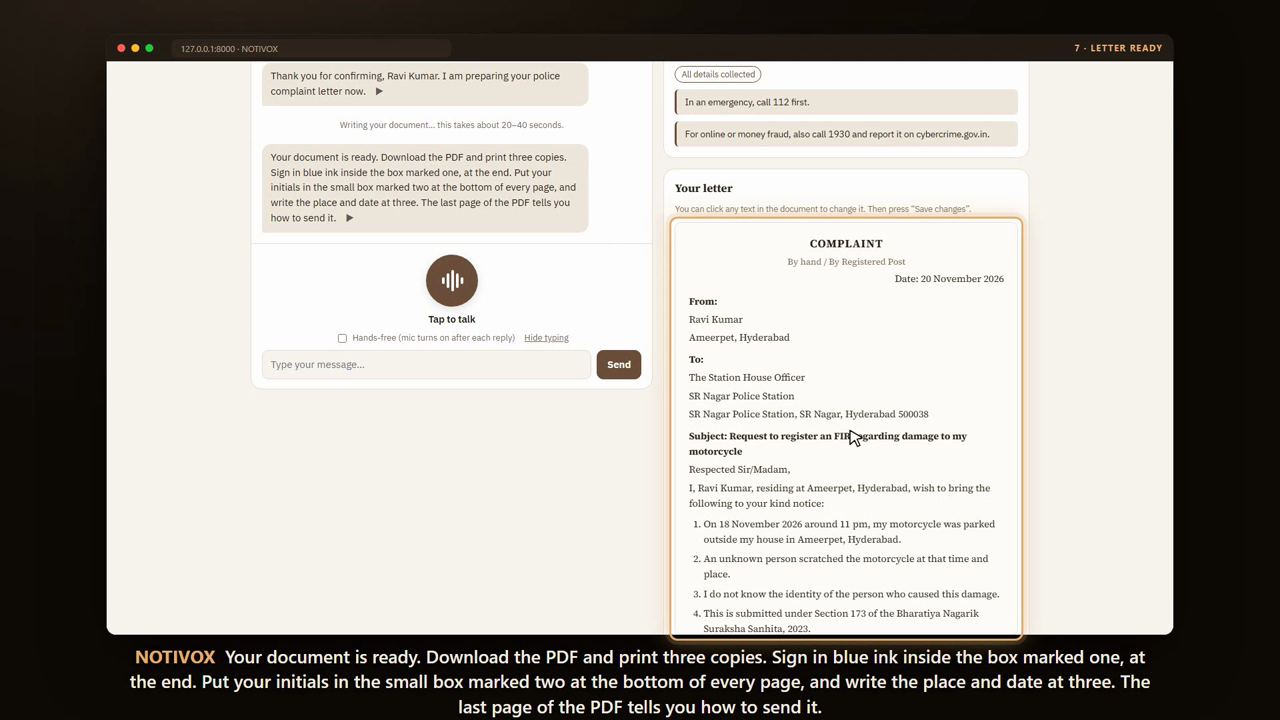 127.0.0.1:8000 · NOTIVOX
7 · LETTER READY
Thank you for confirming, Ravi Kumar. I am preparing your police
complaint letter now.
Writing your document… this takes about 20–40 seconds.
Your document is ready. Download the PDF and print three copies.
Sign in blue ink inside the box marked one, at the end. Put your
initials in the small box marked two at the bottom of every page, and
write the place and date at three. The last page of the PDF tells you
how to send it.
Tap to talk
Hands-free (mic turns on after each reply) Hide typing
Type your message…
Send
All details collected
In an emergency, call 112 first.
For online or money fraud, also call 1930 and report it on cybercrime.gov.in.
Your letter
You can click any text in the document to change it. Then press “Save changes”.
COMPLAINT
By hand / By Registered Post
Date: 20 November 2026
From:
Ravi Kumar
Ameerpet, Hyderabad
To:
The Station House Officer
SR Nagar Police Station
SR Nagar Police Station, SR Nagar, Hyderabad 500038
Subject: Request to register an FIR regarding damage to my
motorcycle
Respected Sir/Madam,
I, Ravi Kumar, residing at Ameerpet, Hyderabad, wish to bring the
following to your kind notice:
1. On 18 November 2026 around 11 pm, my motorcycle was parked
outside my house in Ameerpet, Hyderabad.
2. An unknown person scratched the motorcycle at that time and
place.
3. I do not know the identity of the person who caused this damage.
4. This is submitted under Section 173 of the Bharatiya Nagarik
Suraksha Sanhita, 2023.
NOTIVOX Your document is ready. Download the PDF and print three copies. Sign in blue ink inside the box marked one, at
the end. Put your initials in the small box marked two at the bottom of every page, and write the place and date at three. The
last page of the PDF tells you how to send it.